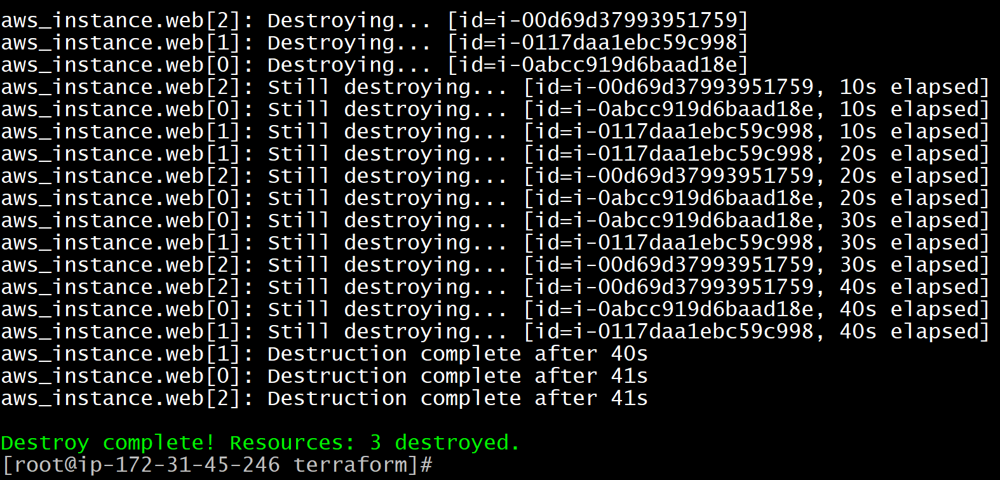 aws_instance.web[2]: Destroying... [id=i-00d69d37993951759]
aws_instance.web[1]: Destroying... [id=i-0117daa1ebc59c998]
aws_instance.web[0]: Destroying... [id=i-0abcc919d6baad18e]
aws_instance.web[2]: Still destroying... [id=i-00d69d37993951759, 10s elapsed]
aws_instance.web[0]: Still destroying... [id=i-0abcc919d6baad18e, 10s elapsed]
aws_instance.web[1]: Still destroying... [id=i-0117daa1ebc59c998, 10s elapsed]
aws_instance.web[1]: Still destroying... [id=i-0117daa1ebc59c998, 20s elapsed]
aws_instance.web[2]: Still destroying... [id=i-00d69d37993951759, 20s elapsed]
aws_instance.web[0]: Still destroying... [id=i-0abcc919d6baad18e, 20s elapsed]
aws_instance.web[0]: Still destroying... [id=i-0abcc919d6baad18e, 30s elapsed]
aws_instance.web[1]: Still destroying... [id=i-0117daa1ebc59c998, 30s elapsed]
aws_instance.web[2]: Still destroying... [id=i-00d69d37993951759, 30s elapsed]
aws_instance.web[2]: Still destroying... [id=i-00d69d37993951759, 40s elapsed]
aws_instance.web[0]: Still destroying... [id=i-0abcc919d6baad18e, 40s elapsed]
aws_instance.web[1]: Still destroying... [id=i-0117daa1ebc59c998, 40s elapsed]
aws_instance.web[1]: Destruction complete after 40s
aws_instance.web[0]: Destruction complete after 41s
aws_instance.web[2]: Destruction complete after 41s
Destroy complete! Resources: 3 destroyed.
[root@ip-172-31-45-246 terraform]#